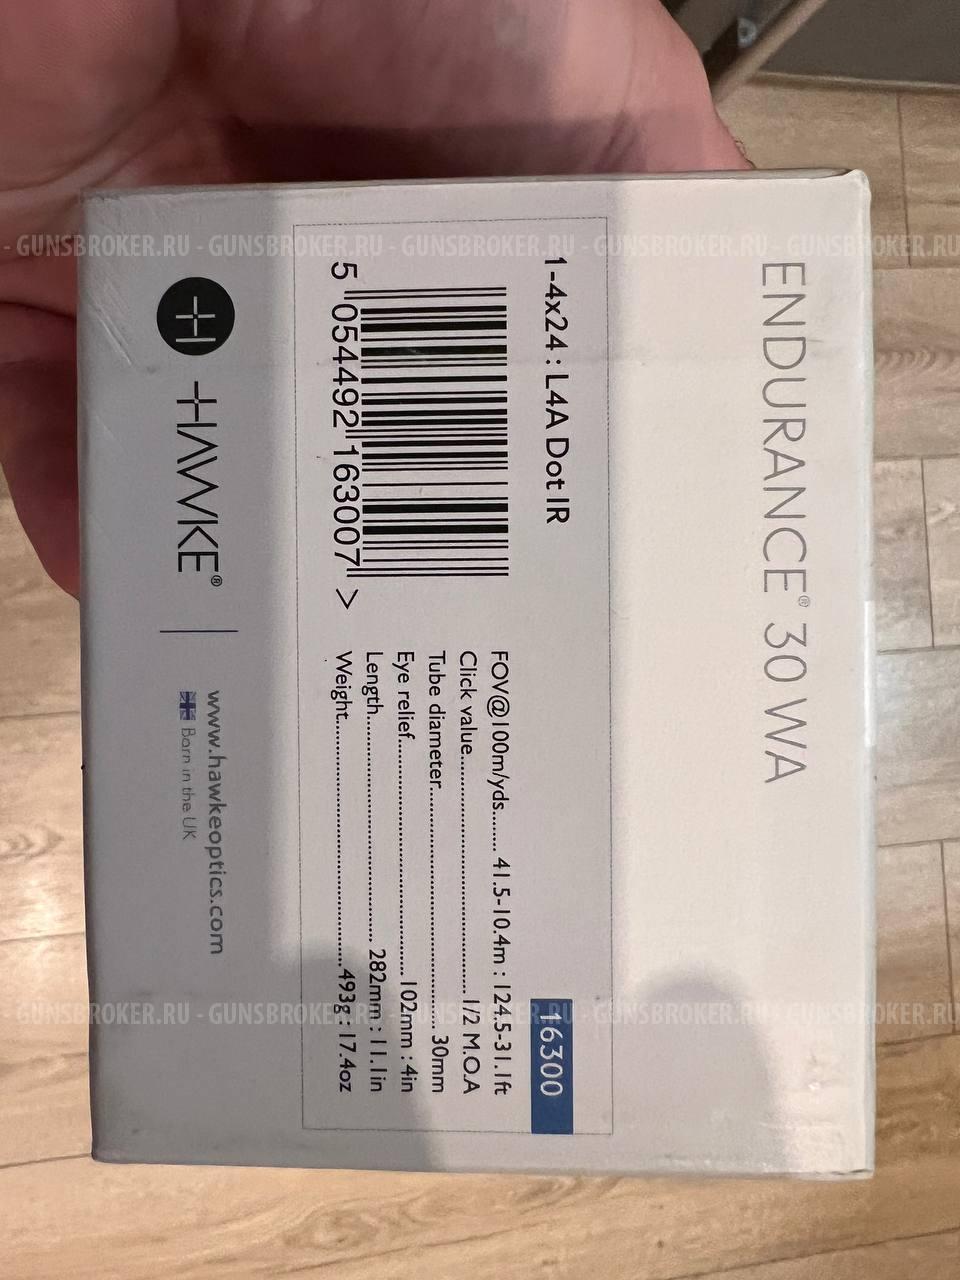 ENDURANCE® 30 WA
1-4x24 : L4A Dot IR
16300
5 054492 163007 >
FOV@100m/yds....... 41.5-10.4m : 124.5-31.1ft
Click value................................................ 1/2 M.O.A
Tube diameter................................................ 30mm
Eye relief................................................ 102mm : 4in
Length................................................ 282mm : 11.1in
Weight................................................ 493g : 17.4oz
HAWKE®
www.hawkeoptics.com
Born in the UK
- GUNSBROKER.RU - GUNSBROKER.RU - GUNSBROKER.RU - GUNSBROKER.RU - GUNSBROKER.RU -
- GUNSBROKER.RU - GUNSBROKER.RU - GUNSBROKER.RU - GUNSBROKER.RU - GUNSBROKER.RU -